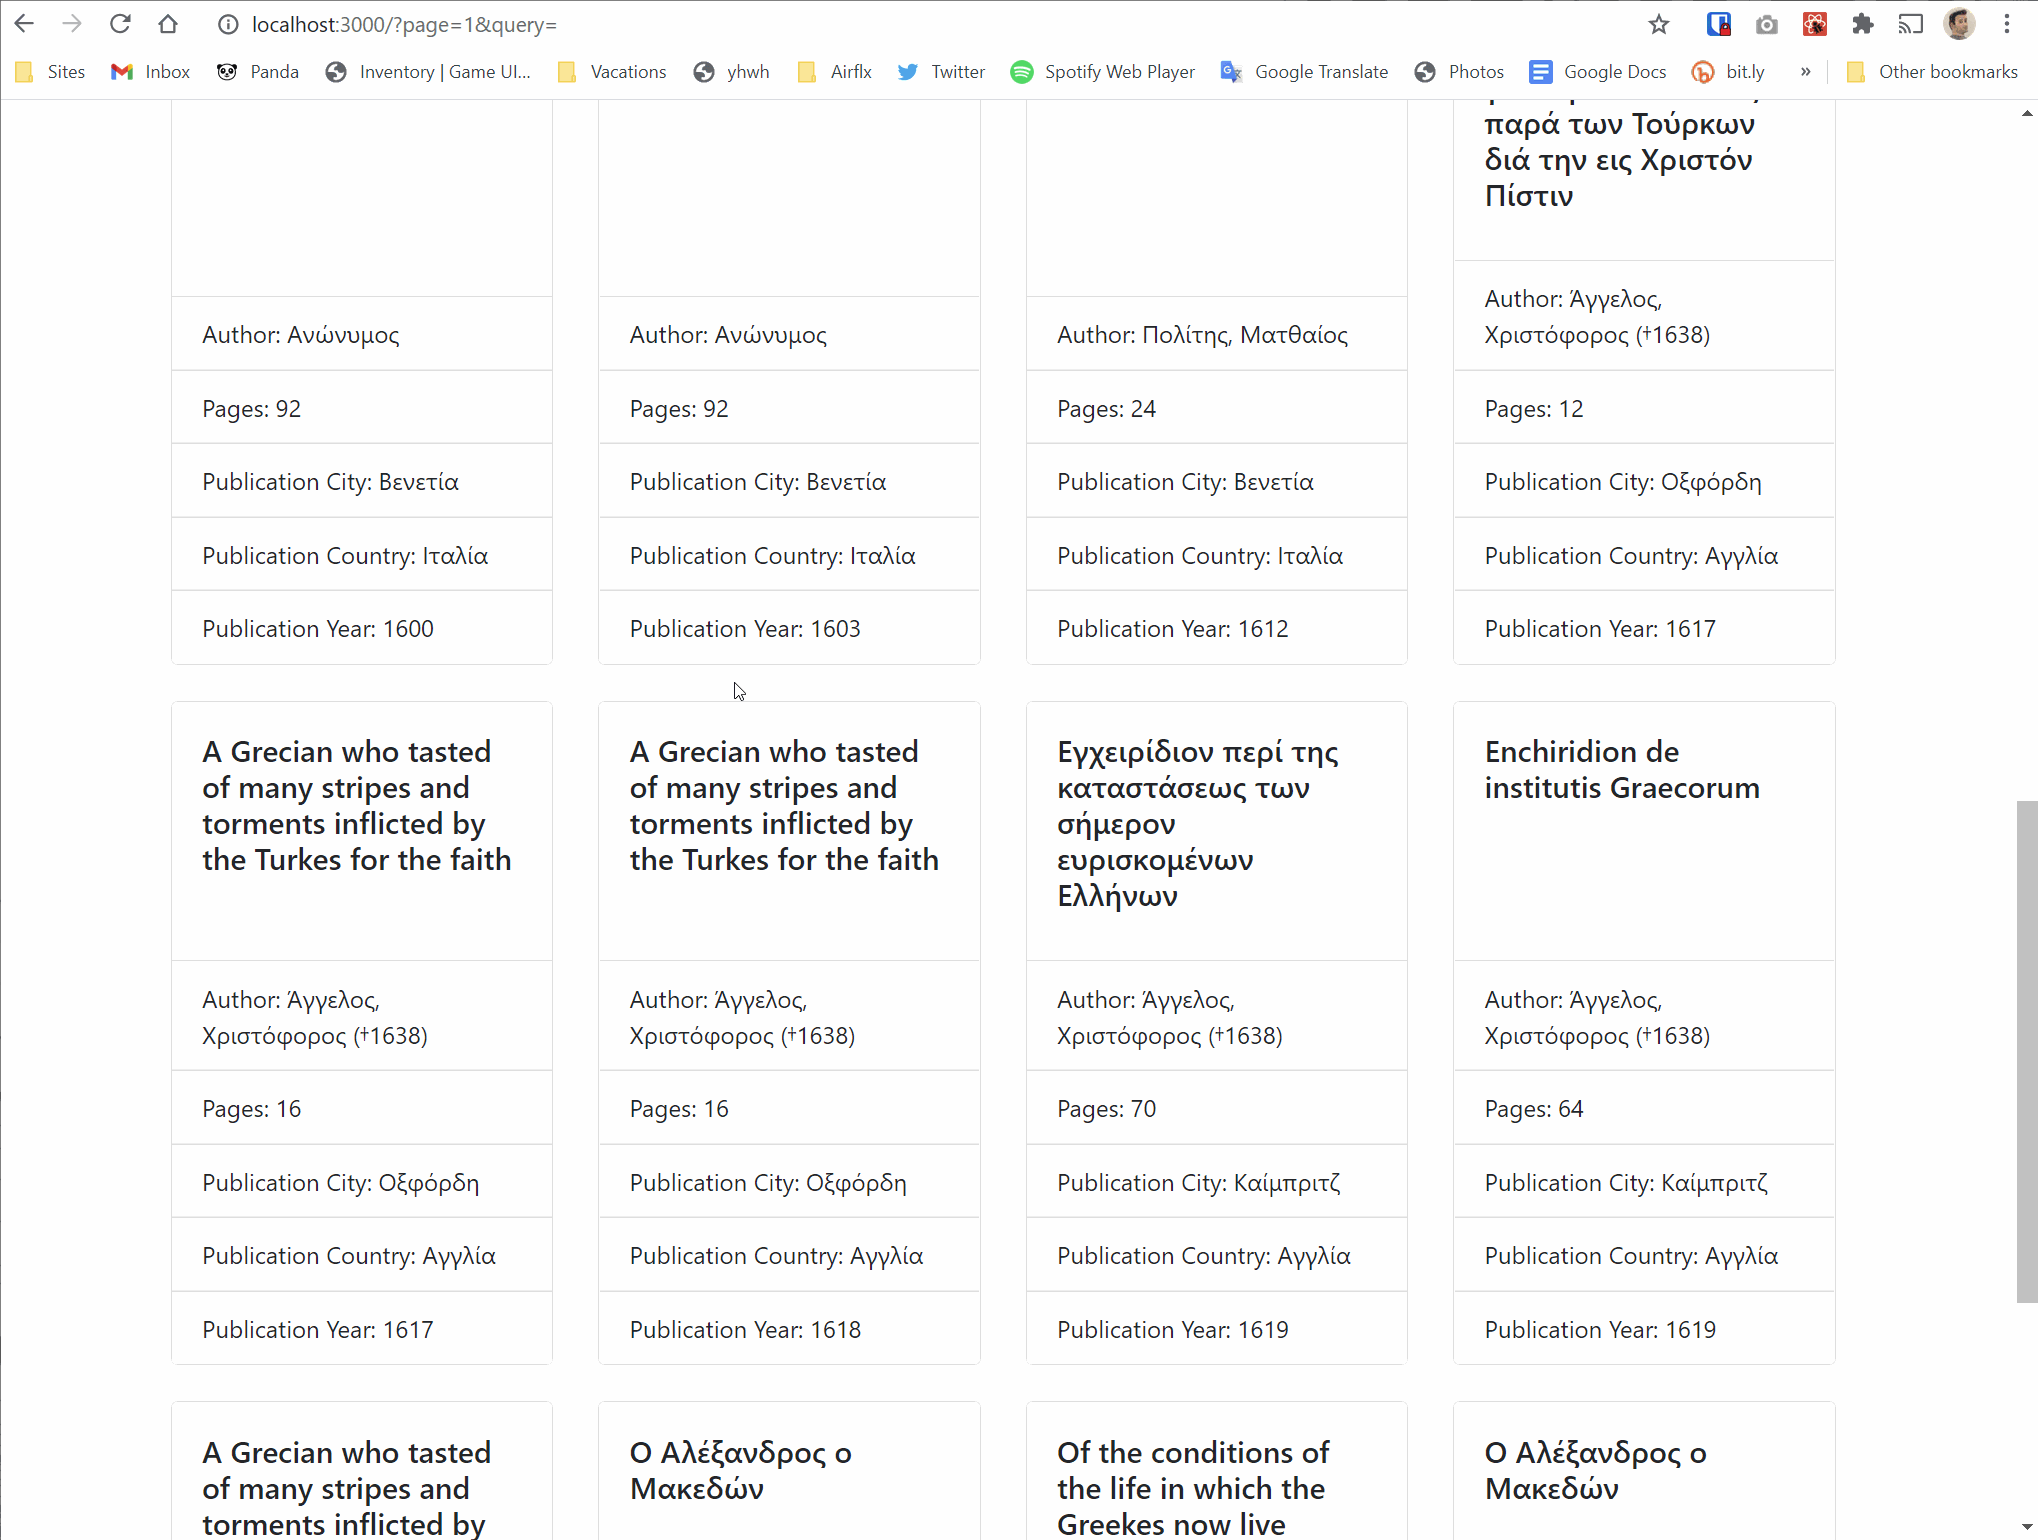 localhost:3000/?page=1&query=
Sites
Inbox
Panda
Inventory | Game UI...
Vacations
yhwh
Airflx
Twitter
Spotify Web Player
Google Translate
Photos
Google Docs
bit.ly
»
Other bookmarks
Author: Ανώνυμος
Pages: 92
Publication City: Βενετία
Publication Country: Ιταλία
Publication Year: 1600
Author: Ανώνυμος
Pages: 92
Publication City: Βενετία
Publication Country: Ιταλία
Publication Year: 1603
Author: Πολίτης, Ματθαίος
Pages: 24
Publication City: Βενετία
Publication Country: Ιταλία
Publication Year: 1612
παρά των Τούρκων
διά την εις Χριστόν
Πίστιν
Author: Άγγελος,
Χριστόφορος (†1638)
Pages: 12
Publication City: Οξφόρδη
Publication Country: Αγγλία
Publication Year: 1617
A Grecian who tasted
of many stripes and
torments inflicted by
the Turkes for the faith
Author: Άγγελος,
Χριστόφορος (†1638)
Pages: 16
Publication City: Οξφόρδη
Publication Country: Αγγλία
Publication Year: 1617
A Grecian who tasted
of many stripes and
torments inflicted by
the Turkes for the faith
Author: Άγγελος,
Χριστόφορος (†1638)
Pages: 16
Publication City: Οξφόρδη
Publication Country: Αγγλία
Publication Year: 1618
Εγχειρίδιον περί της
καταστάσεως των
σήμερον
ευρισκομένων
Ελλήνων
Author: Άγγελος,
Χριστόφορος (†1638)
Pages: 70
Publication City: Καίμπριτζ
Publication Country: Αγγλία
Publication Year: 1619
Enchiridion de
institutis Graecorum
Author: Άγγελος,
Χριστόφορος (†1638)
Pages: 64
Publication City: Καίμπριτζ
Publication Country: Αγγλία
Publication Year: 1619
A Grecian who tasted
of many stripes and
torments inflicted by
Ο Αλέξανδρος ο
Μακεδών
Of the conditions of
the life in which the
Greekes now live
Ο Αλέξανδρος ο
Μακεδών